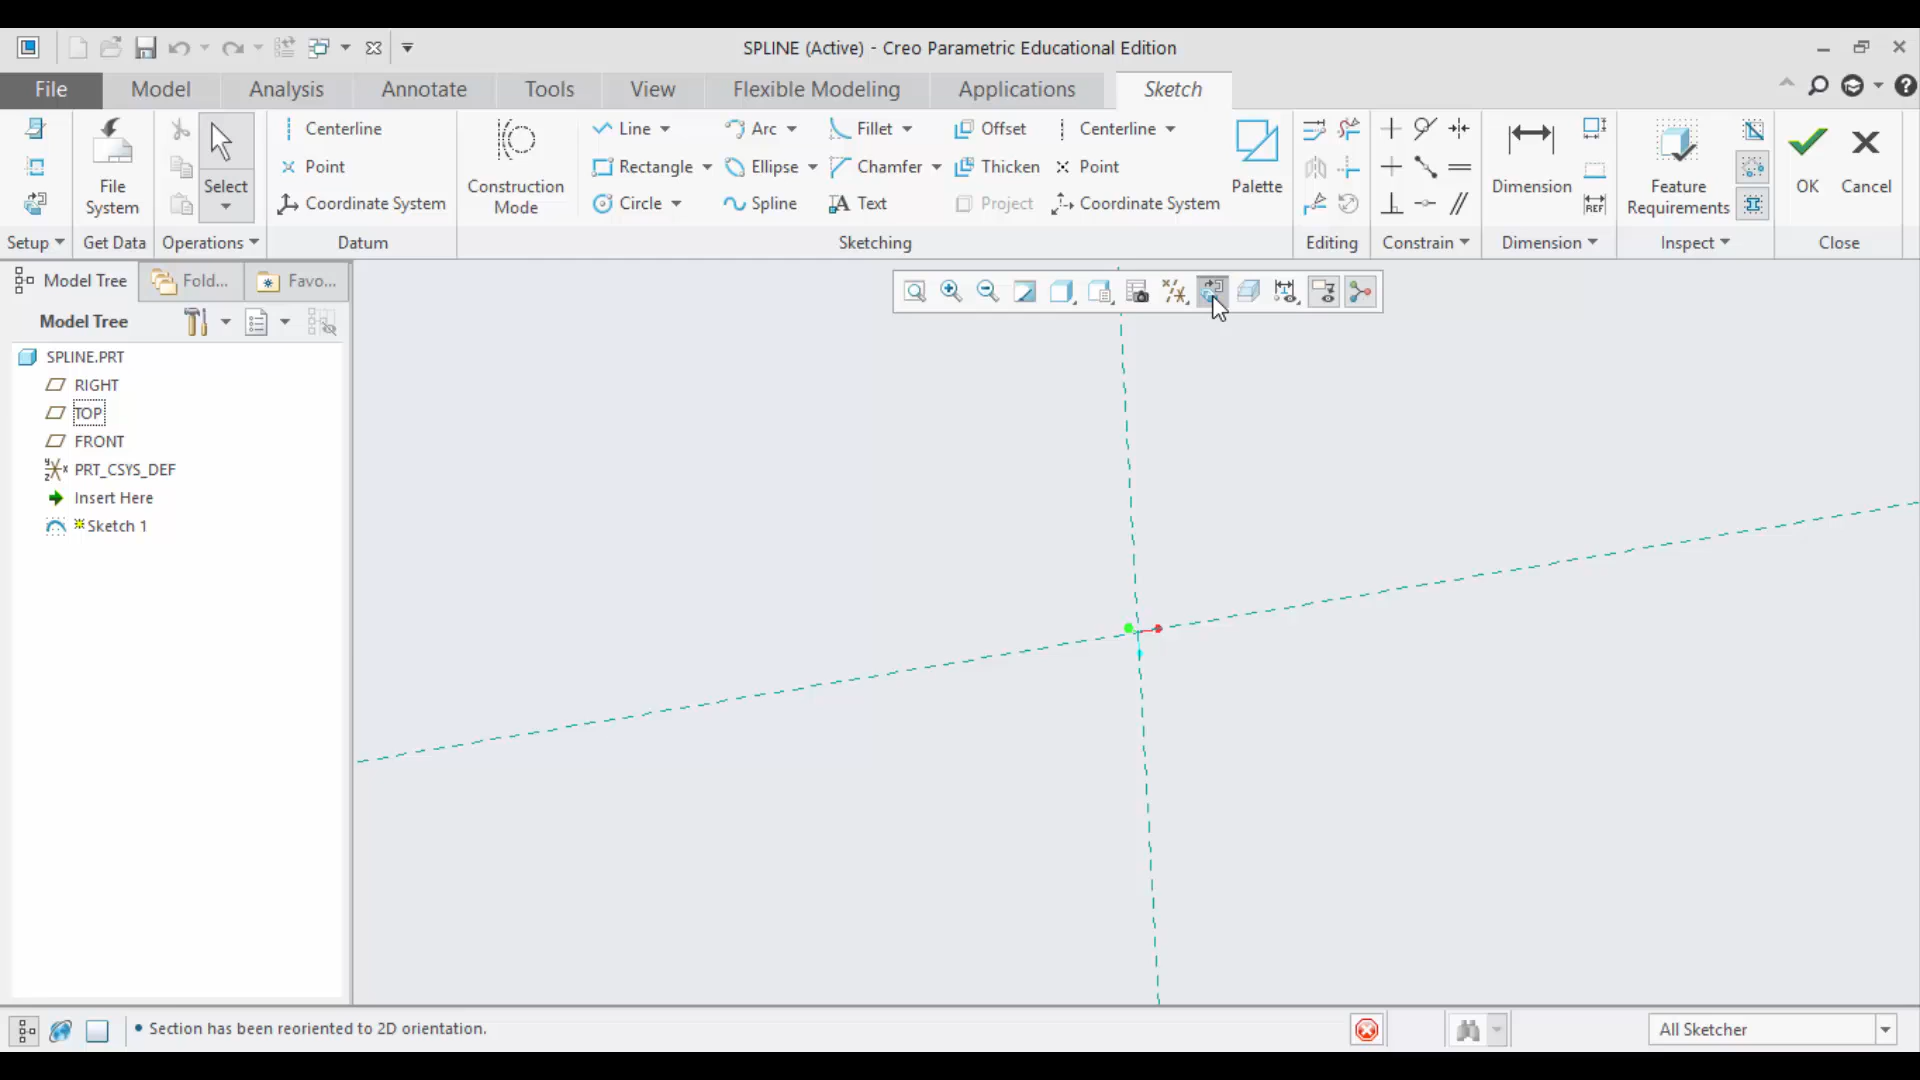 SPLINE (Active) - Creo Parametric Educational Edition
File Model Analysis Annotate Tools View Flexible Modeling Applications Sketch
Centerline Line Arc Fillet Offset Centerline
Point Rectangle Ellipse Chamfer Thicken Point
Coordinate System Circle Spline Text Project Coordinate System
File System
Select
Construction Mode
Palette
Dimension
REF
Feature Requirements
OK
Cancel
Setup Get Data Operations Datum Sketching Editing Constrain Dimension Inspect Close
Model Tree Fold... Favo...
Model Tree
SPLINE.PRT
RIGHT
TOP
FRONT
PRT_CSYS_DEF
Insert Here
Sketch 1
• Section has been reoriented to 2D orientation.
All Sketcher